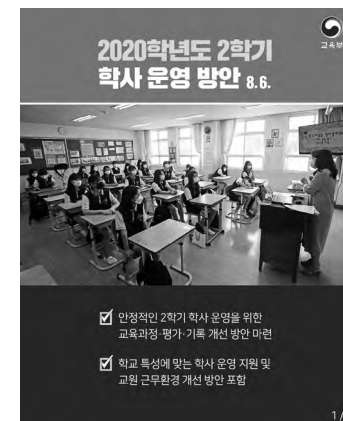 교육부
2020학년도 2학기
학사 운영 방안 8.6.
안정적인 2학기 학사 운영을 위한
교육과정·평가·기록 개선 방안 마련
학교 특성에 맞는 학사 운영 지원 및
교원 근무환경 개선 방안 포함
1/